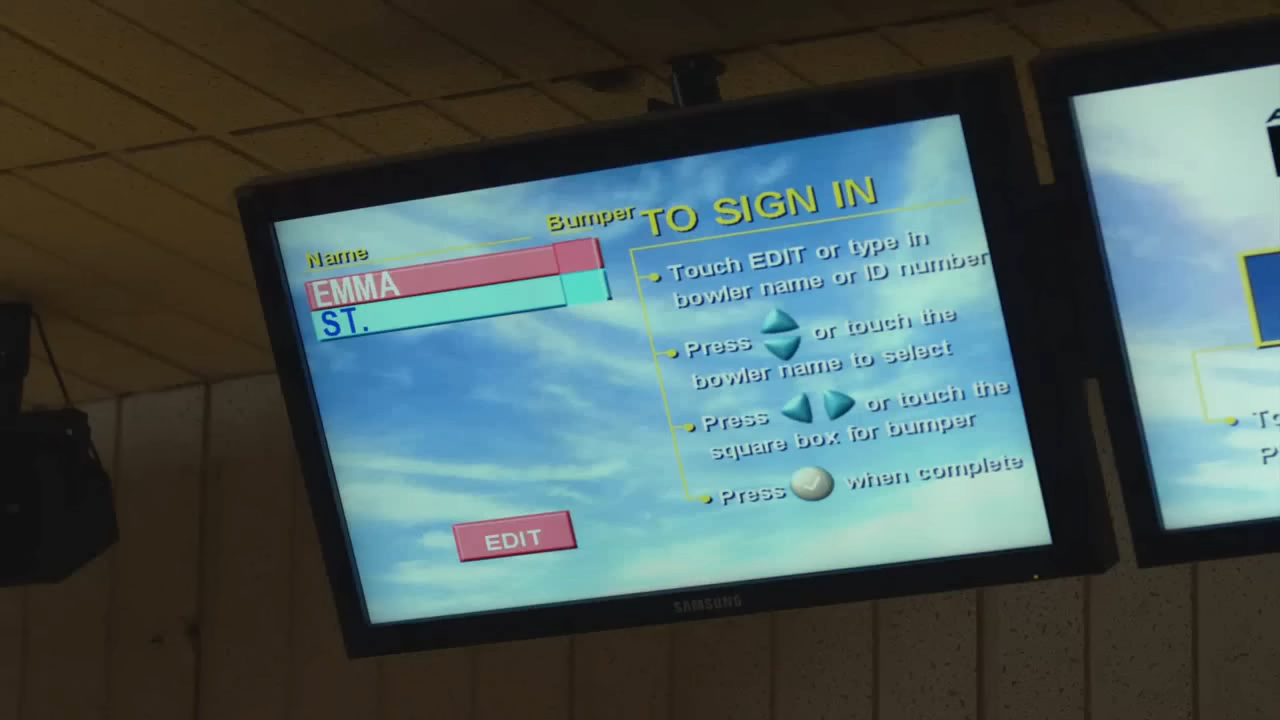 Name
Bumper
EMMA
ST.
EDIT
TO SIGN IN
Touch EDIT or type in
bowler name or ID number
Press or touch the
bowler name to select
Press or touch the
square box for bumper
Press when complete
SAMSUNG